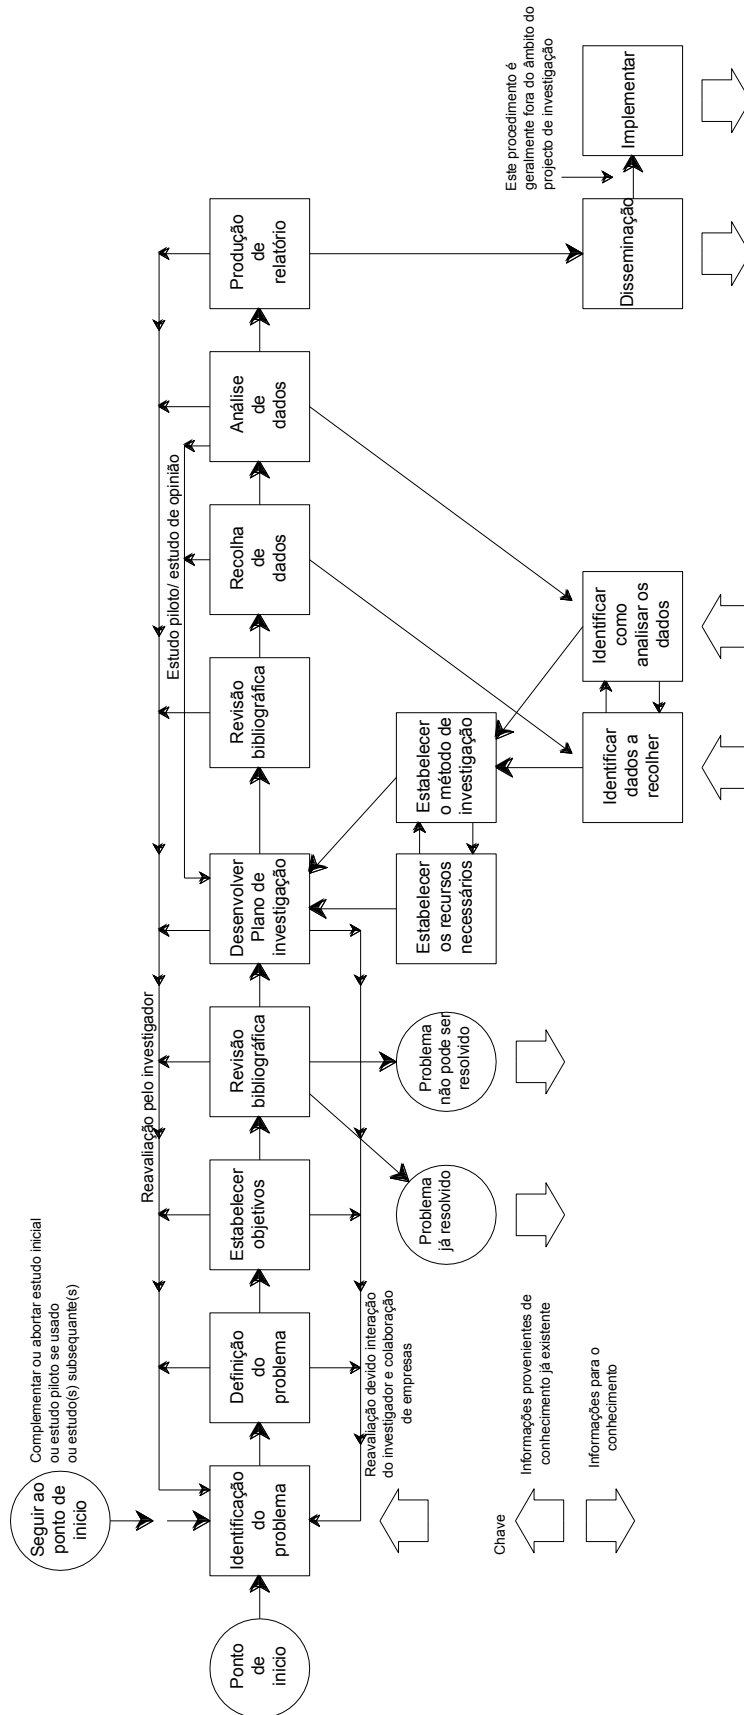 Seguir ao
ponto de
inicio
Complementar ou abortar estudo inicial
ou estudo piloto se usado
ou estudo(s) subsequante(s)
Reavaliação pelo investigador
Estudo piloto/ estudo de opinião
Ponto
de
inicio
Identificação
do
problema
Definição
do
problema
Estabelecer
objetivos
Revisão
bibliográfica
Desenvolver
Plano de
investigação
Revisão
bibliográfica
Recolha
de
dados
Análise
de
dados
Produção
de
relatório
Reavaliação devido interação
do investigador e colaboração
de empresas
Problema
já resolvido
Problema
não pode ser
resolvido
Estabelecer
os recursos
necessários
Estabelecer
o método de
investigação
Identificar
dados a
recolher
Identificar
como
analisar os
dados
Disseminação
Implementar
Este procedimento é
geralmente fora do âmbito do
projecto de investigação
Chave
Informações provenientes de
conhecimento já existente
Informações para o
conhecimento